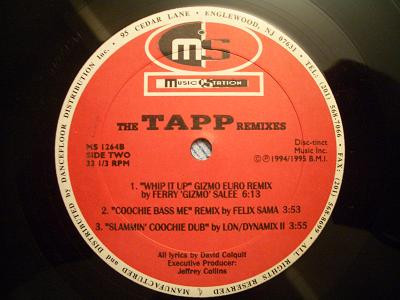 MANUFACTURED and DISTRIBUTED by DANCEFLOOR DISTRIBUTION Inc. • 95 CEDAR LANE • ENGLEWOOD, NJ 07631 • TEL: (201) 568-7066 • FAX: (201) 568-8699 • ALL RIGHTS RESERVED
MS
MUSIC STATION
THE TAPP REMIXES
MS 1264B
SIDE TWO
33 1/3 RPM
Disc-tinct
Music Inc.
©℗1994/1995 B.M.I.
1. "WHIP IT UP" GIZMO EURO REMIX
by FERRY 'GIZMO' SALEE 6:13
2. "COOCHIE BASS ME" REMIX by FELIX SAMA 3:53
3. "SLAMMIN' COOCHIE DUB" by LON/DYNAMIX II 3:55
All lyrics by David Colquit
Executive Producer:
Jeffrey Collins